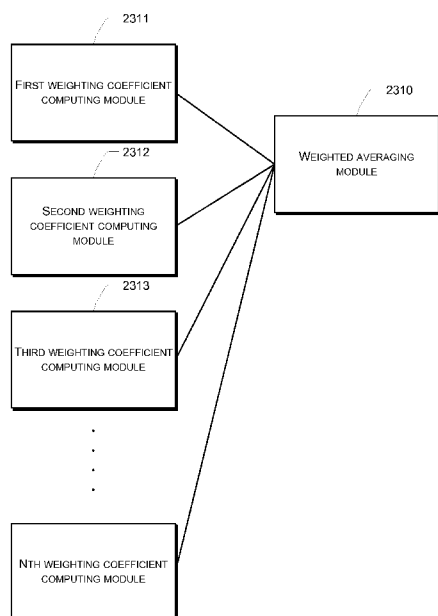 2311
FIRST WEIGHTING COEFFICIENT
COMPUTING MODULE
2310
WEIGHTED AVERAGING
MODULE
2312
SECOND WEIGHTING
COEFFICIENT COMPUTING
MODULE
2313
THIRD WEIGHTING COEFFICIENT
COMPUTING MODULE
NTH WEIGHTING COEFFICIENT
COMPUTING MODULE